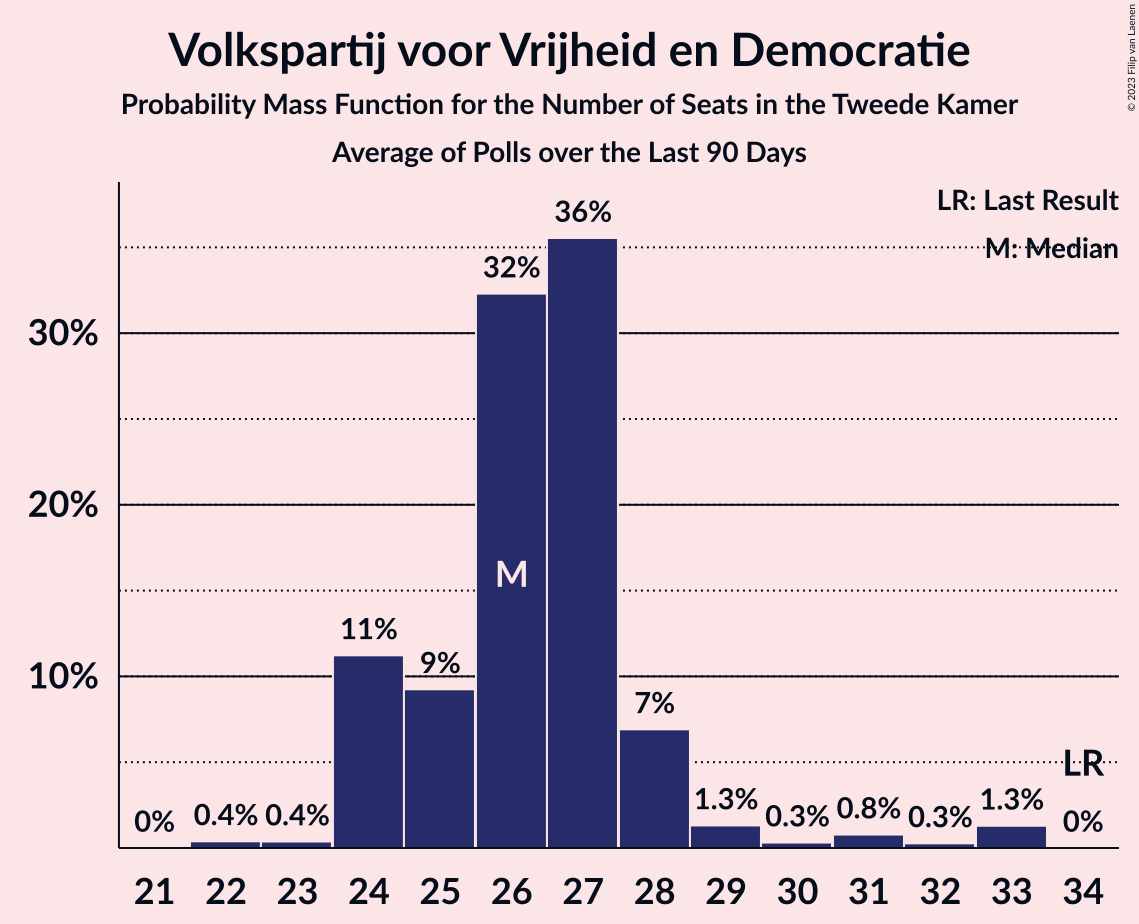 Volkspartij voor Vrijheid en Democratie
Probability Mass Function for the Number of Seats in the Tweede Kamer
Average of Polls over the Last 90 Days
© 2023 Filip van Laenen
LR: Last Result
M: Median
30%
20%
10%
0%
0.4%
0.4%
11%
9%
32%
36%
7%
1.3%
0.3%
0.8%
0.3%
1.3%
0%
M
LR
21 22 23 24 25 26 27 28 29 30 31 32 33 34